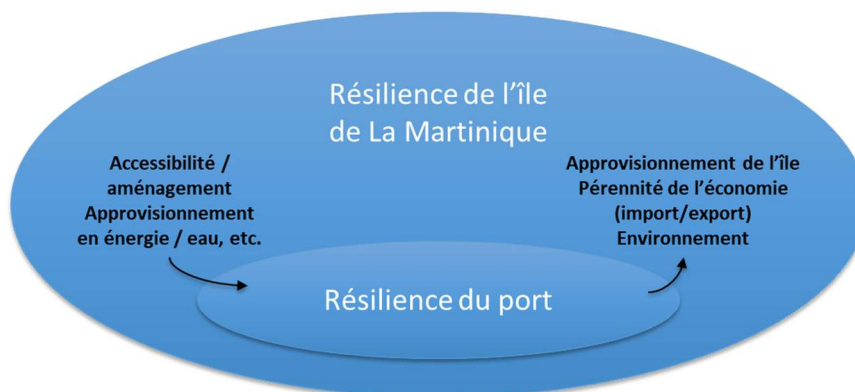 Résilience de l'île
de La Martinique
Accessibilité /
aménagement
Approvisionnement
en énergie / eau, etc.
Approvisionnement de l'île
Pérennité de l'économie
(import/export)
Environnement
Résilience du port